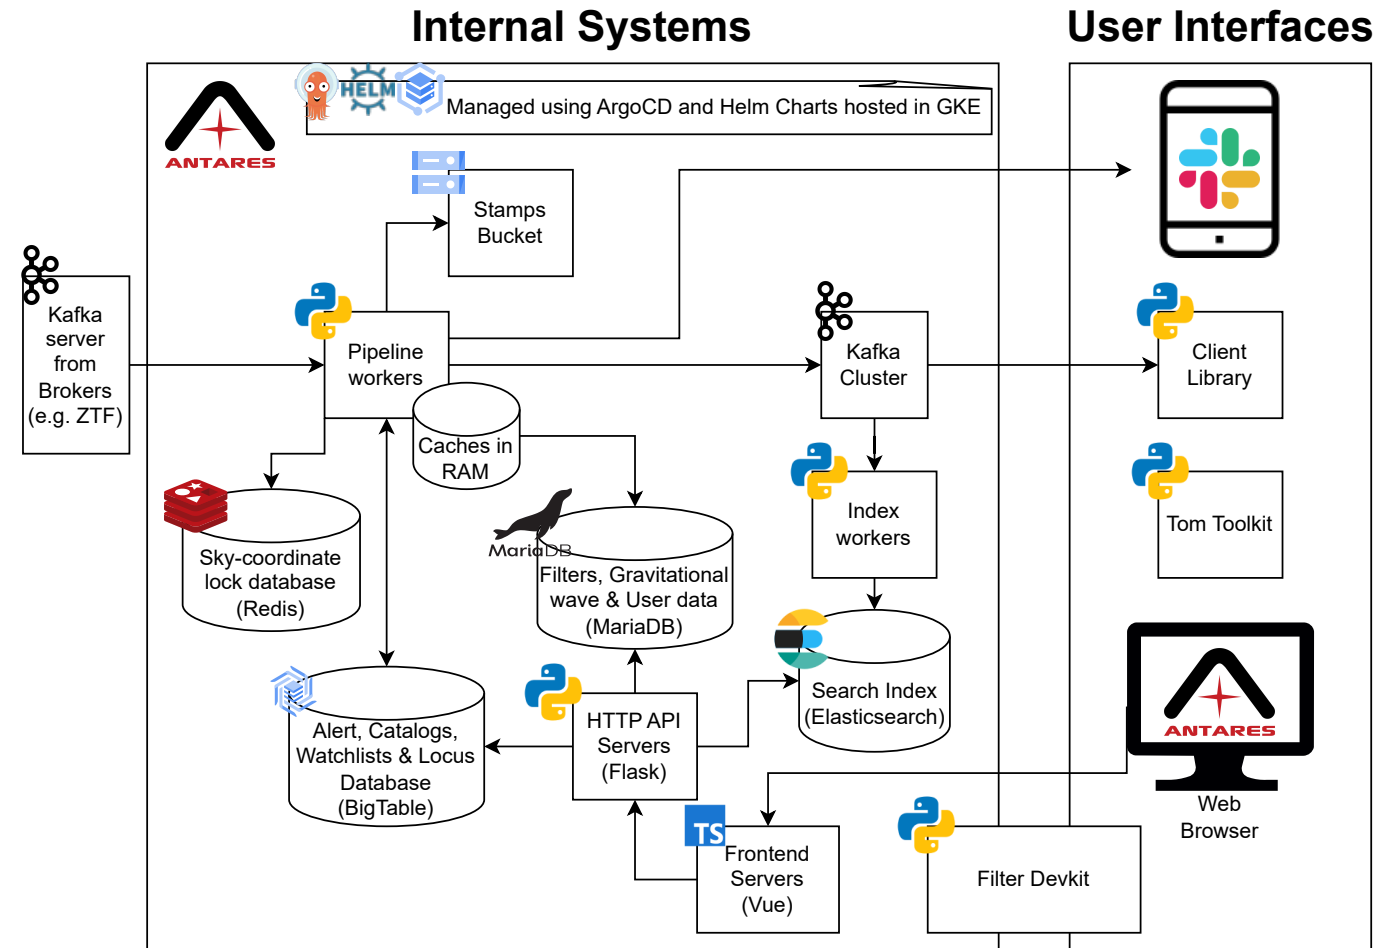 Internal Systems
User Interfaces
HELM
Managed using ArgoCD and Helm Charts hosted in GKE
ANTARES
Stamps
Bucket
Kafka
server
from
Brokers
(e.g. ZTF)
Pipeline
workers
Kafka
Cluster
Client
Library
Caches in
RAM
Index
workers
Tom Toolkit
MariaDB
Sky-coordinate
lock database
(Redis)
Filters, Gravitational
wave & User data
(MariaDB)
Search Index
(Elasticsearch)
ANTARES
Alert, Catalogs,
Watchlists & Locus
Database
(BigTable)
HTTP API
Servers
(Flask)
Web
Browser
TS
Frontend
Servers
(Vue)
Filter Devkit